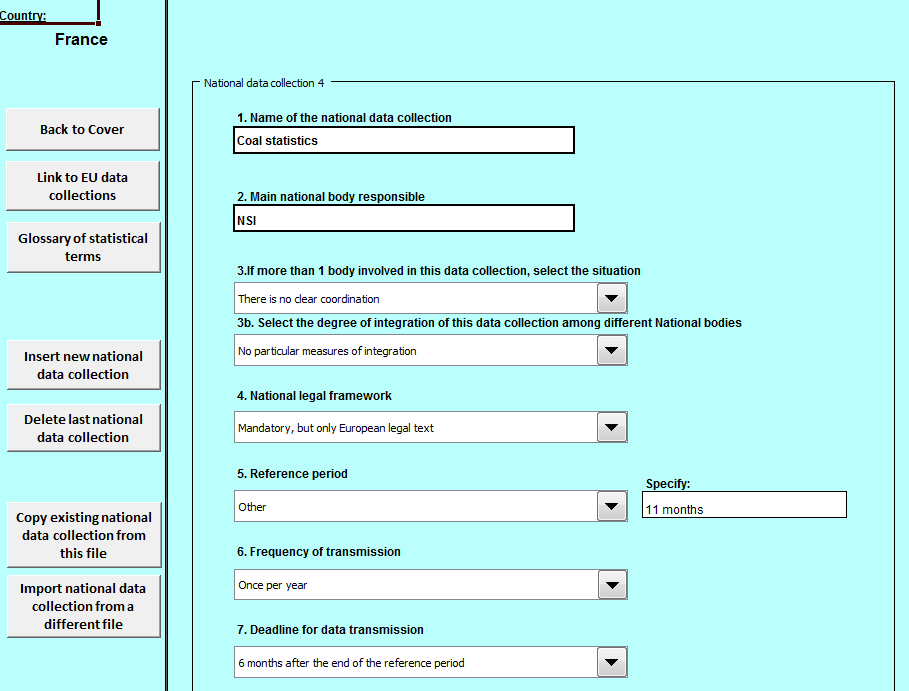 Country:
France
Back to Cover
Link to EU data
collections
Glossary of statistical
terms
Insert new national
data collection
Delete last national
data collection
Copy existing national
data collection from
this file
Import national data
collection from a
different file
National data collection 4
1. Name of the national data collection
Coal statistics
2. Main national body responsible
NSI
3.If more than 1 body involved in this data collection, select the situation
There is no clear coordination
3b. Select the degree of integration of this data collection among different National bodies
No particular measures of integration
4. National legal framework
Mandatory, but only European legal text
5. Reference period
Other
Specify:
11 months
6. Frequency of transmission
Once per year
7. Deadline for data transmission
6 months after the end of the reference period